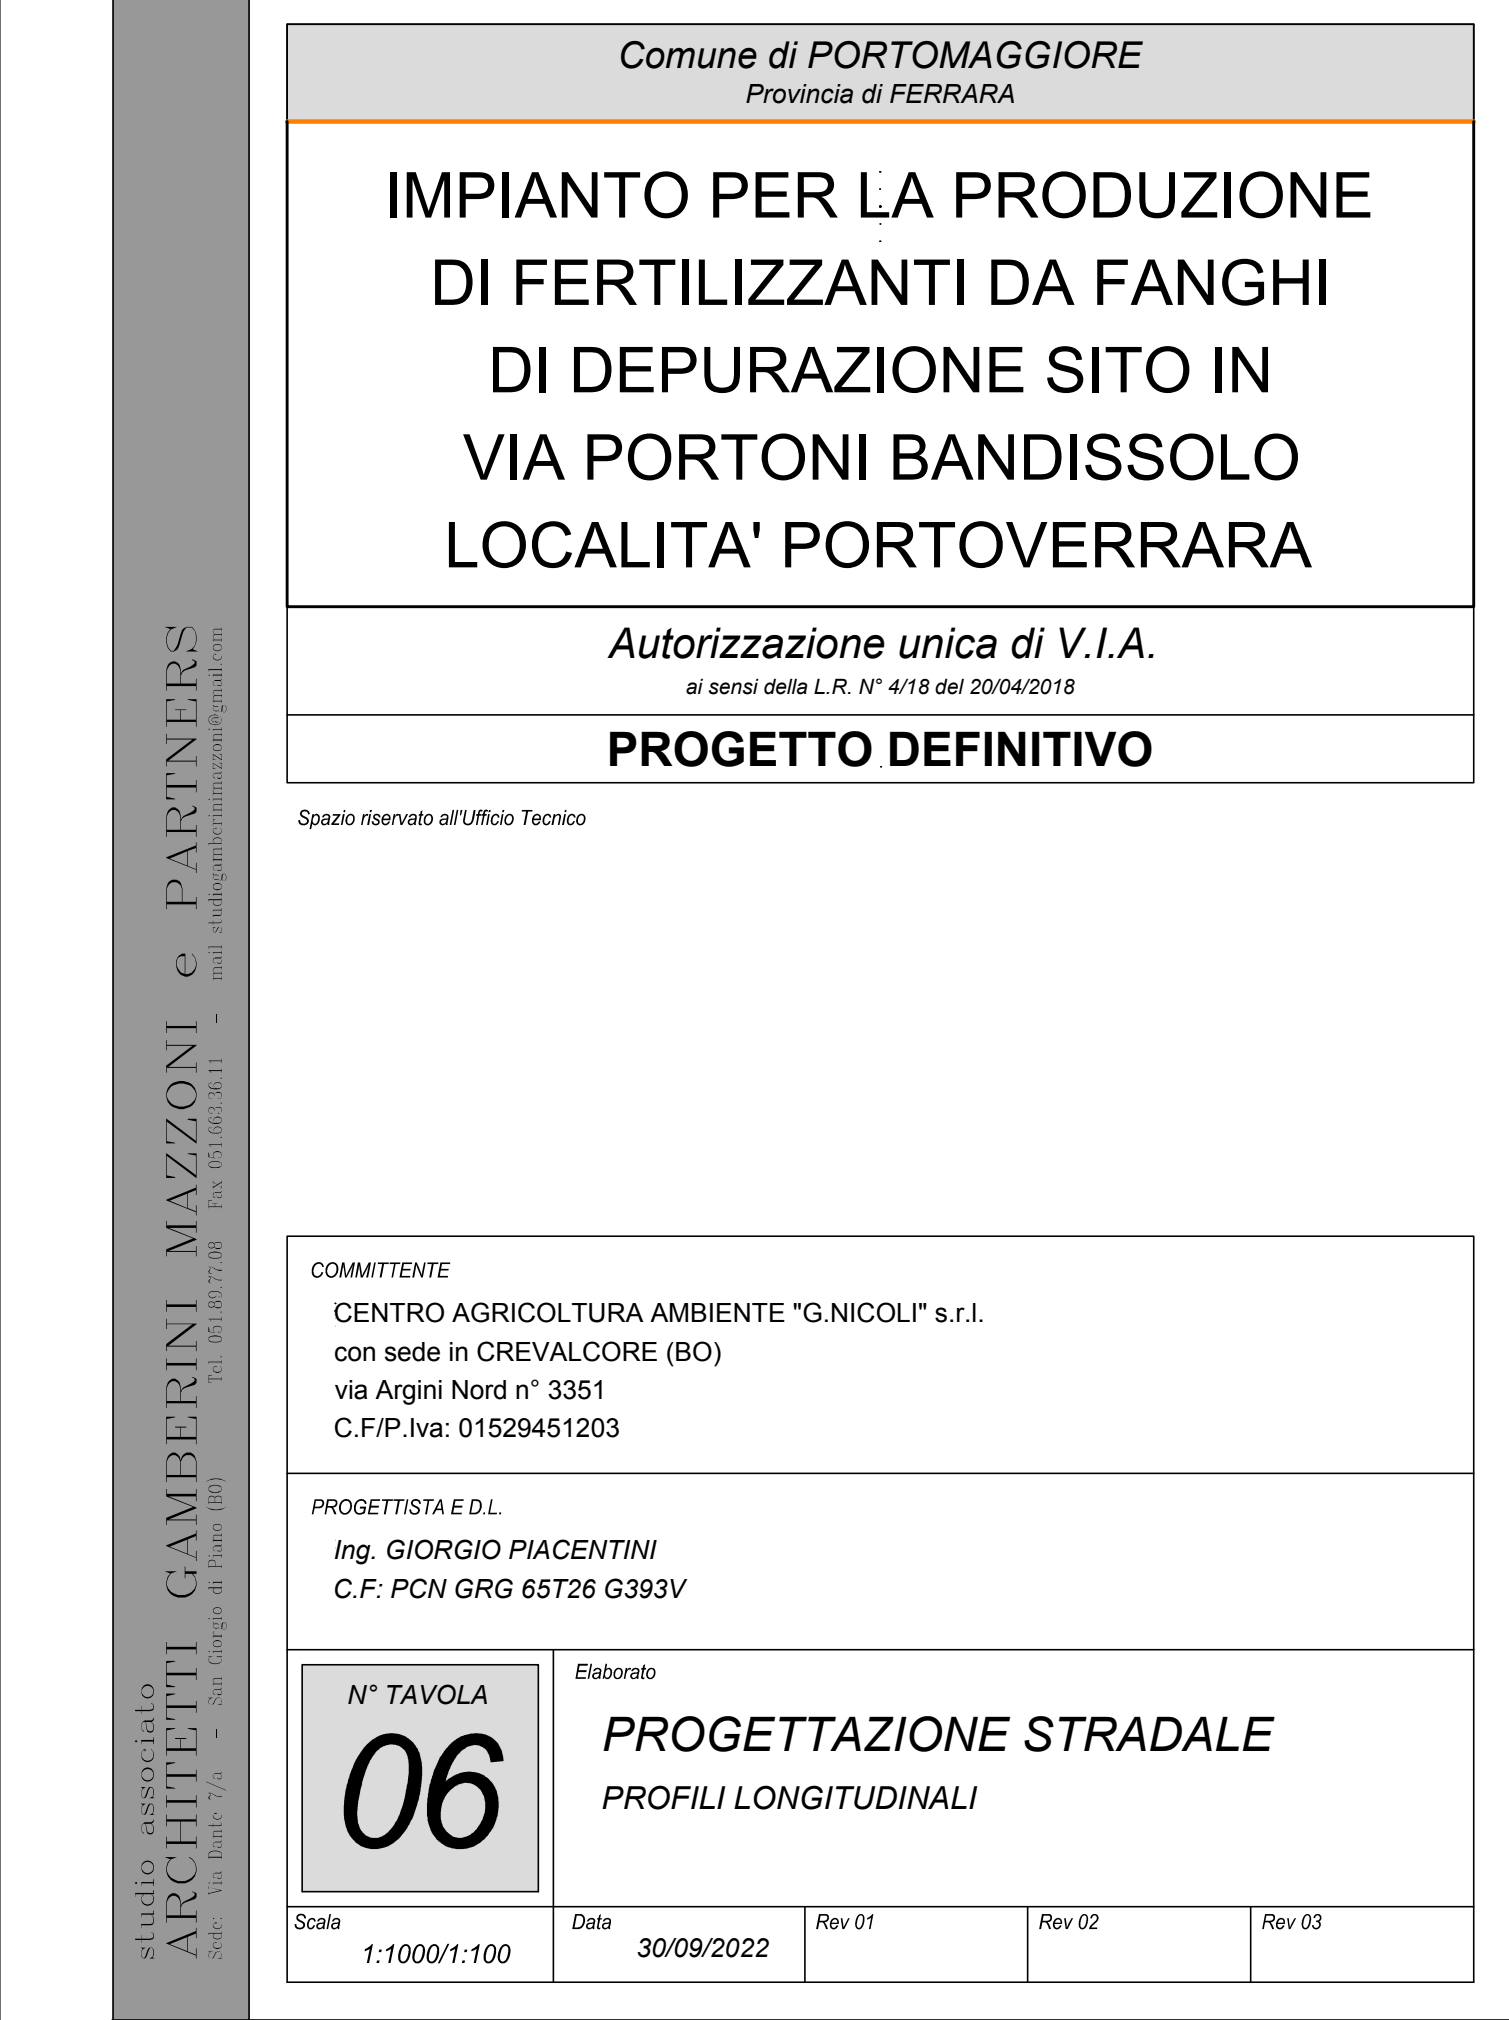 Comune di PORTOMAGGIORE
Provincia di FERRARA
IMPIANTO PER LA PRODUZIONE
DI FERTILIZZANTI DA FANGHI
DI DEPURAZIONE SITO IN
VIA PORTONI BANDISSOLO
LOCALITA' PORTOVERRARA
Autorizzazione unica di V.I.A.
ai sensi della L.R. N° 4/18 del 20/04/2018
PROGETTO DEFINITIVO
Spazio riservato all'Ufficio Tecnico
studio associato
ARCHITETTI GAMBERINI MAZZONI e PARTNERS
Sede: Via Dante 7/a - San Giorgio di Piano (BO) Tel. 051.89.77.08 Fax 051.663.36.11 - mail studiogamberinimazzoni@gmail.com
COMMITTENTE
CENTRO AGRICOLTURA AMBIENTE "G.NICOLI" s.r.l.
con sede in CREVALCORE (BO)
via Argini Nord n° 3351
C.F/P.Iva: 01529451203
PROGETTISTA E D.L.
Ing. GIORGIO PIACENTINI
C.F: PCN GRG 65T26 G393V
N° TAVOLA
06
Elaborato
PROGETTAZIONE STRADALE
PROFILI LONGITUDINALI
Scala
1:1000/1:100
Data
30/09/2022
Rev 01
Rev 02
Rev 03